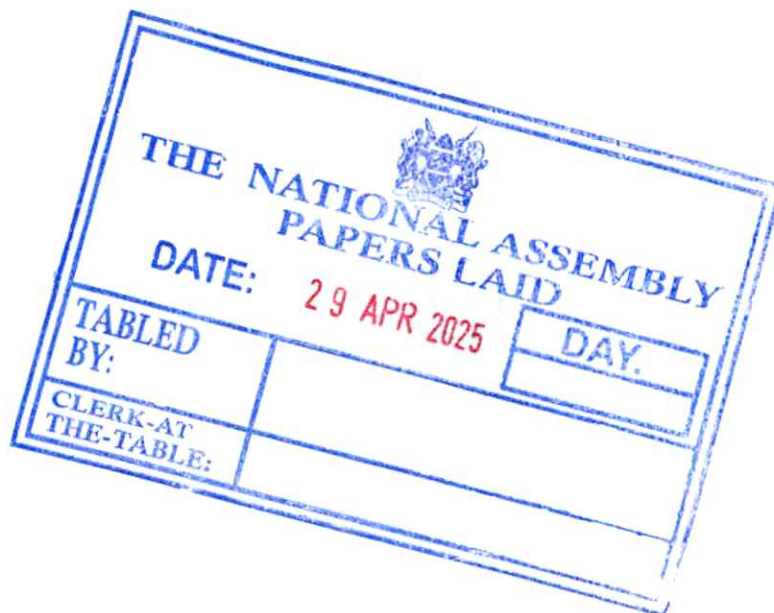 THE NATIONAL ASSEMBLY
PAPERS LAID
DATE: 29 APR 2025
DAY.
TABLED
BY:
CLERK-AT
THE-TABLE: